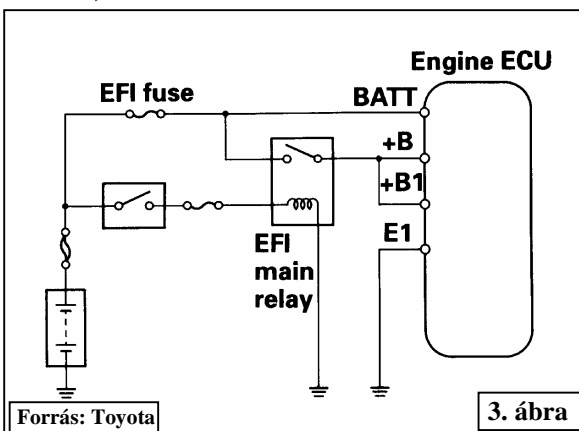 Engine ECU
EFI fuse
BATT
+B
+B1
E1
EFI
main
relay
Forrás: Toyota
3. ábra